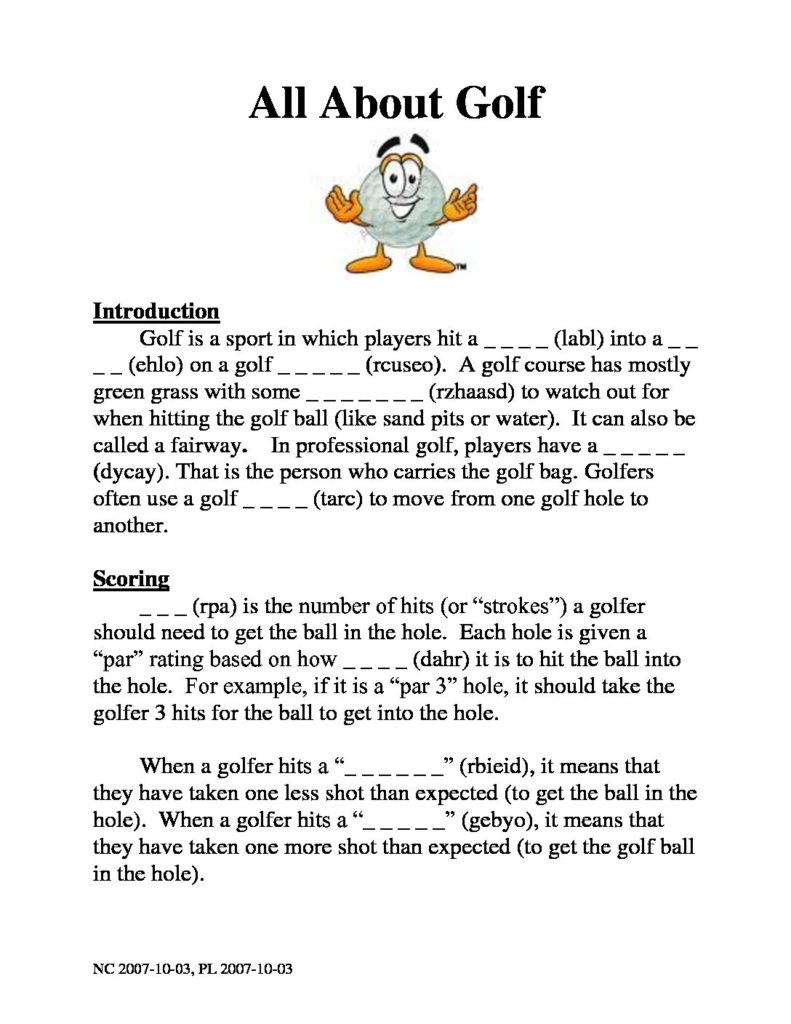 All About Golf
TM
Introduction
Golf is a sport in which players hit a _ _ _ _ (labl) into a _ _
_ _ (ehlo) on a golf _ _ _ _ _ (rcuseo).  A golf course has mostly
green grass with some _ _ _ _ _ _ _ (rzhaasd) to watch out for
when hitting the golf ball (like sand pits or water).  It can also be
called a fairway.    In professional golf, players have a _ _ _ _ _
(dycay). That is the person who carries the golf bag. Golfers
often use a golf _ _ _ _ (tarc) to move from one golf hole to
another.
Scoring
_ _ _ (rpa) is the number of hits (or “strokes”) a golfer
should need to get the ball in the hole.  Each hole is given a
“par” rating based on how _ _ _ _ (dahr) it is to hit the ball into
the hole.  For example, if it is a “par 3” hole, it should take the
golfer 3 hits for the ball to get into the hole.
When a golfer hits a “_ _ _ _ _ _” (rbieid), it means that
they have taken one less shot than expected (to get the ball in the
hole).  When a golfer hits a “_ _ _ _ _” (gebyo), it means that
they have taken one more shot than expected (to get the golf ball
in the hole).
NC 2007-10-03, PL 2007-10-03